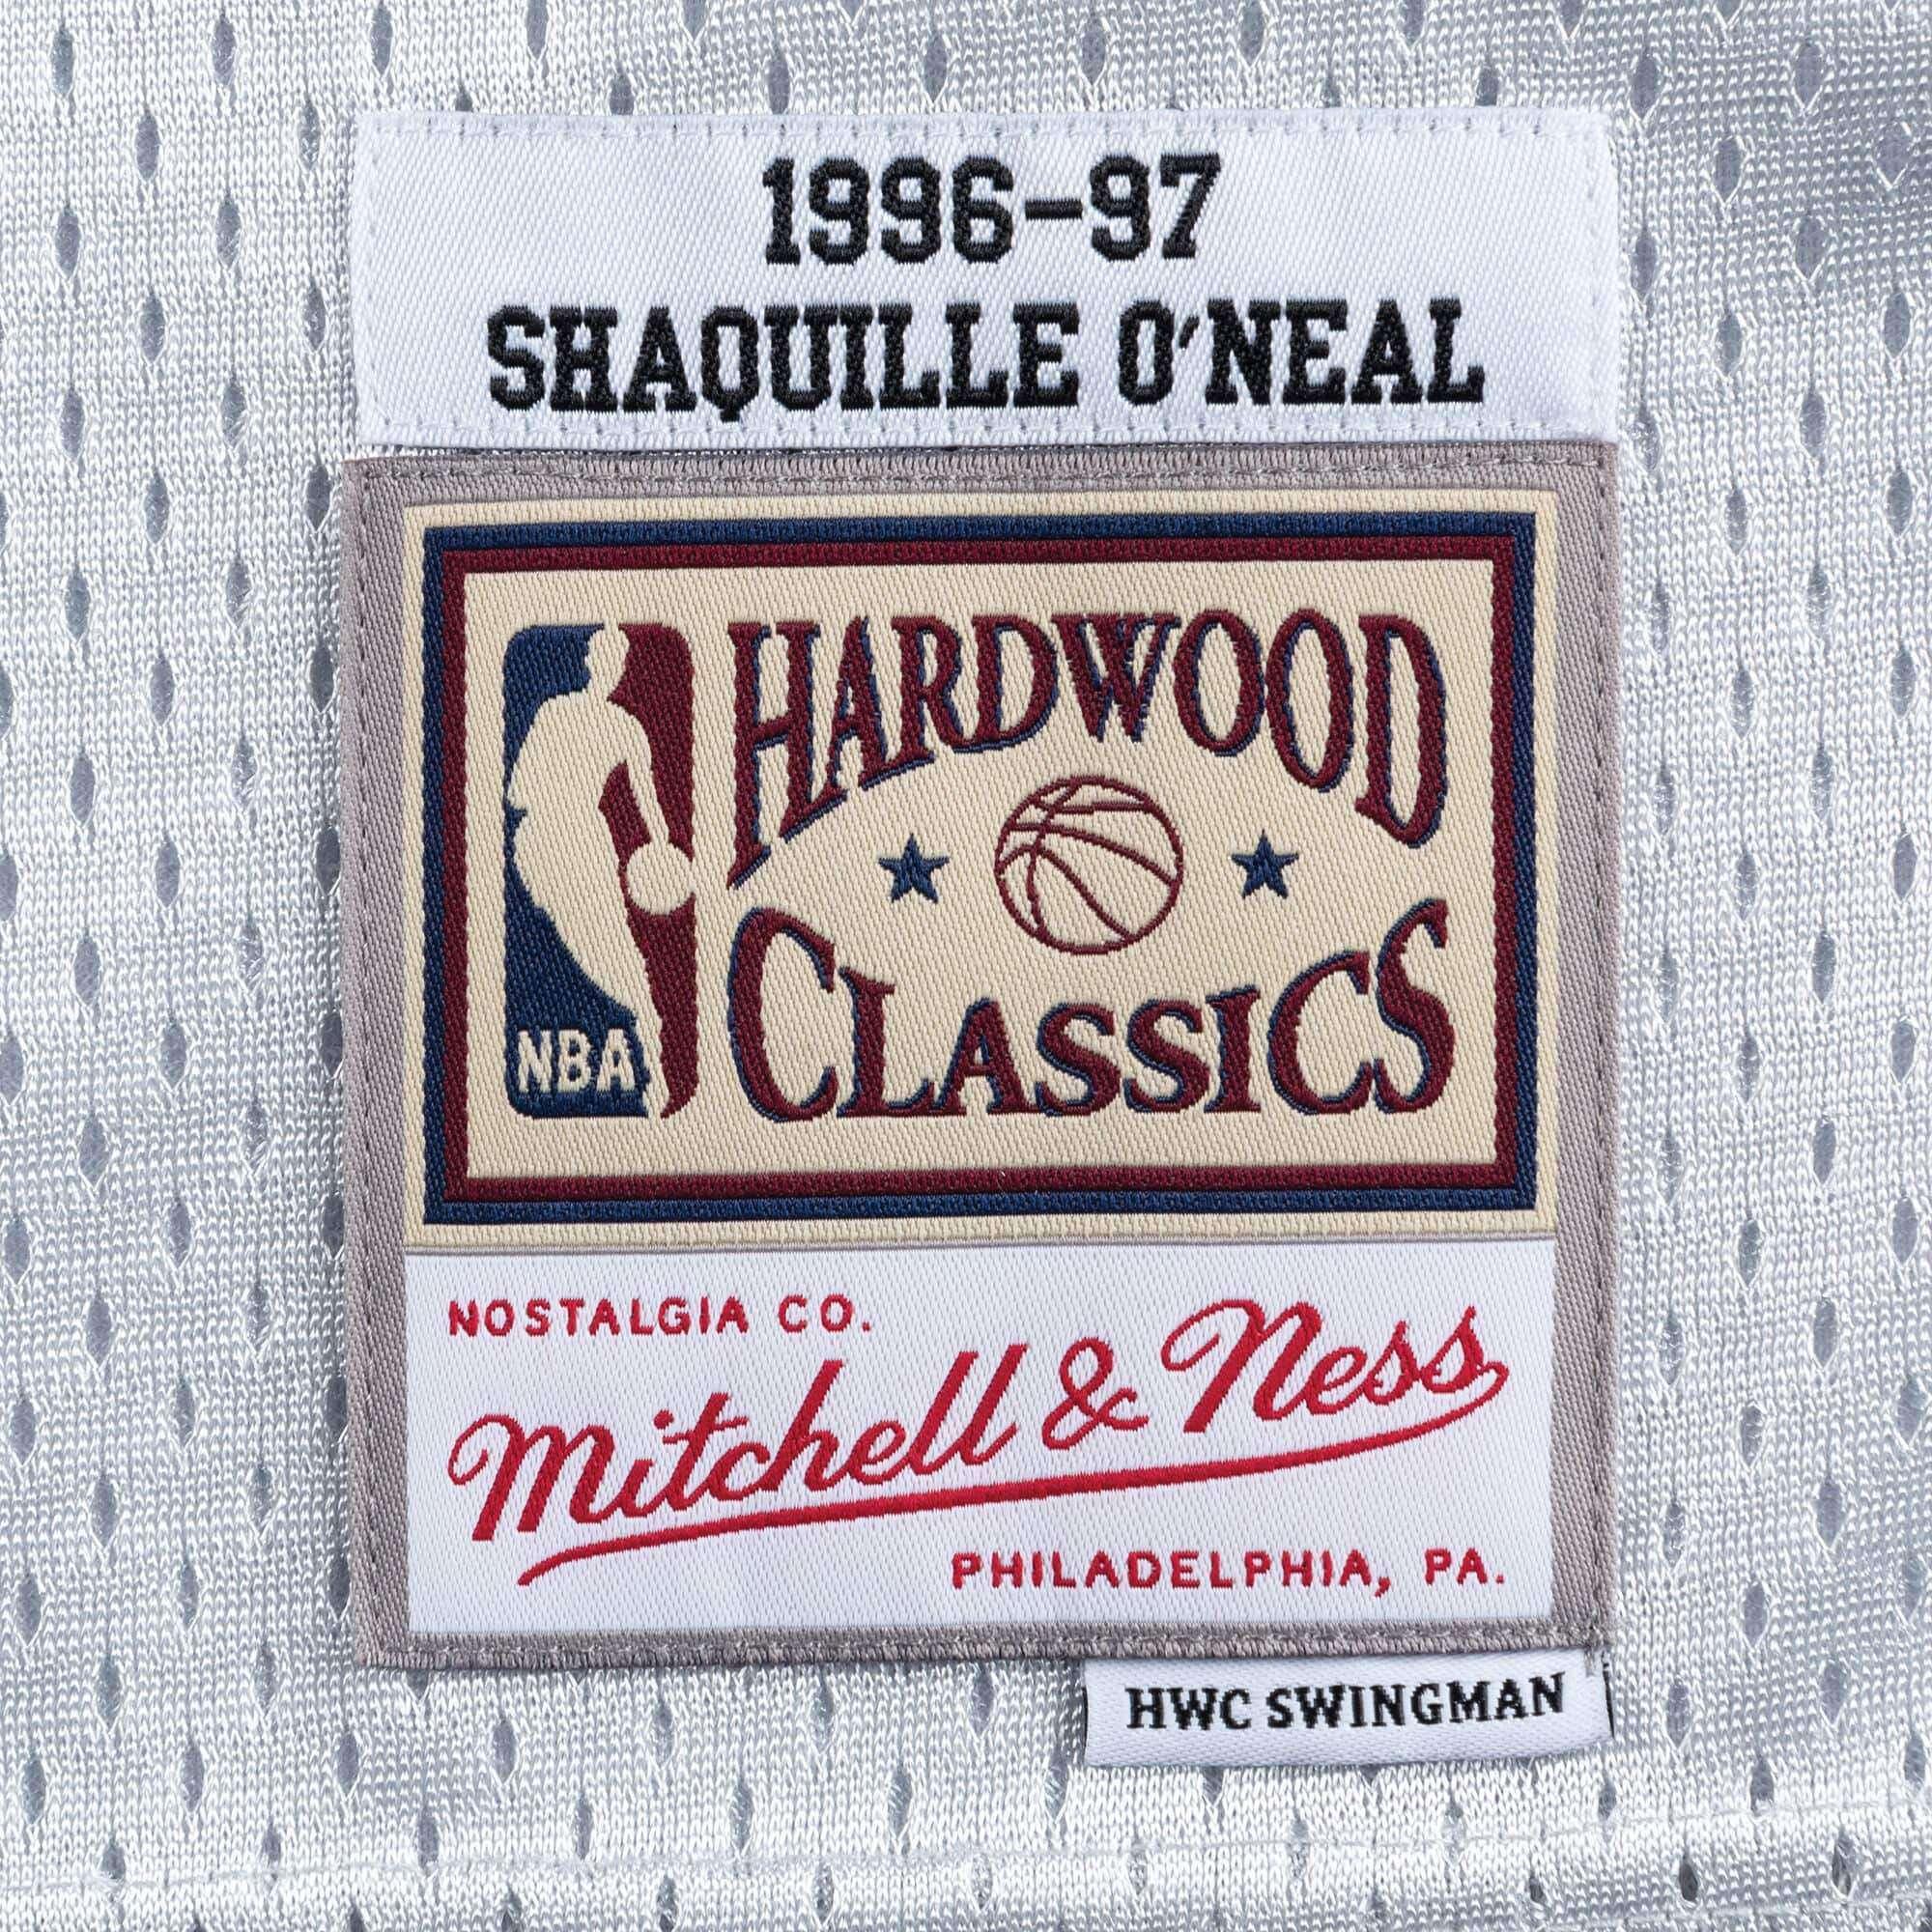 1996-97
SHAQUILLE O'NEAL
HARDWOOD
CLASSICS
NBA
NOSTALGIA CO.
Mitchell & Ness
PHILADELPHIA, PA.
HWC SWINGMAN